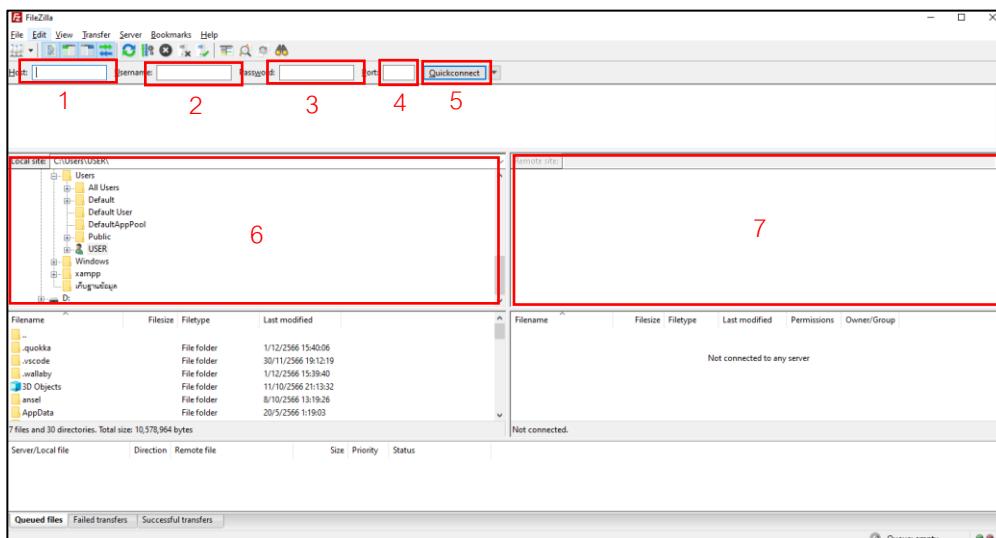 FileZilla
File Edit View Transfer Server Bookmarks Help
Host: Username: Password: Port: Quickconnect
1 2 3 4 5
Local site: C:\Users\USER\ Remote site:
Users
All Users
Default
Default User
DefaultAppPool
Public
USER
Windows
xampp
เก็บฐานข้อมูล
D:
6 7
Filename Filesize Filetype Last modified
..
.quokka File folder 1/12/2566 15:40:06
.vscode File folder 30/11/2566 19:12:19
.wallaby File folder 1/12/2566 15:39:40
3D Objects File folder 11/10/2566 21:13:32
ansel File folder 8/10/2566 13:19:26
AppData File folder 20/5/2566 1:19:03
7 files and 30 directories. Total size: 10,578,964 bytes
Filename Filesize Filetype Last modified Permissions Owner/Group
Not connected to any server
Not connected.
Server/Local file Direction Remote file Size Priority Status
Queued files Failed transfers Successful transfers
Queue: empty